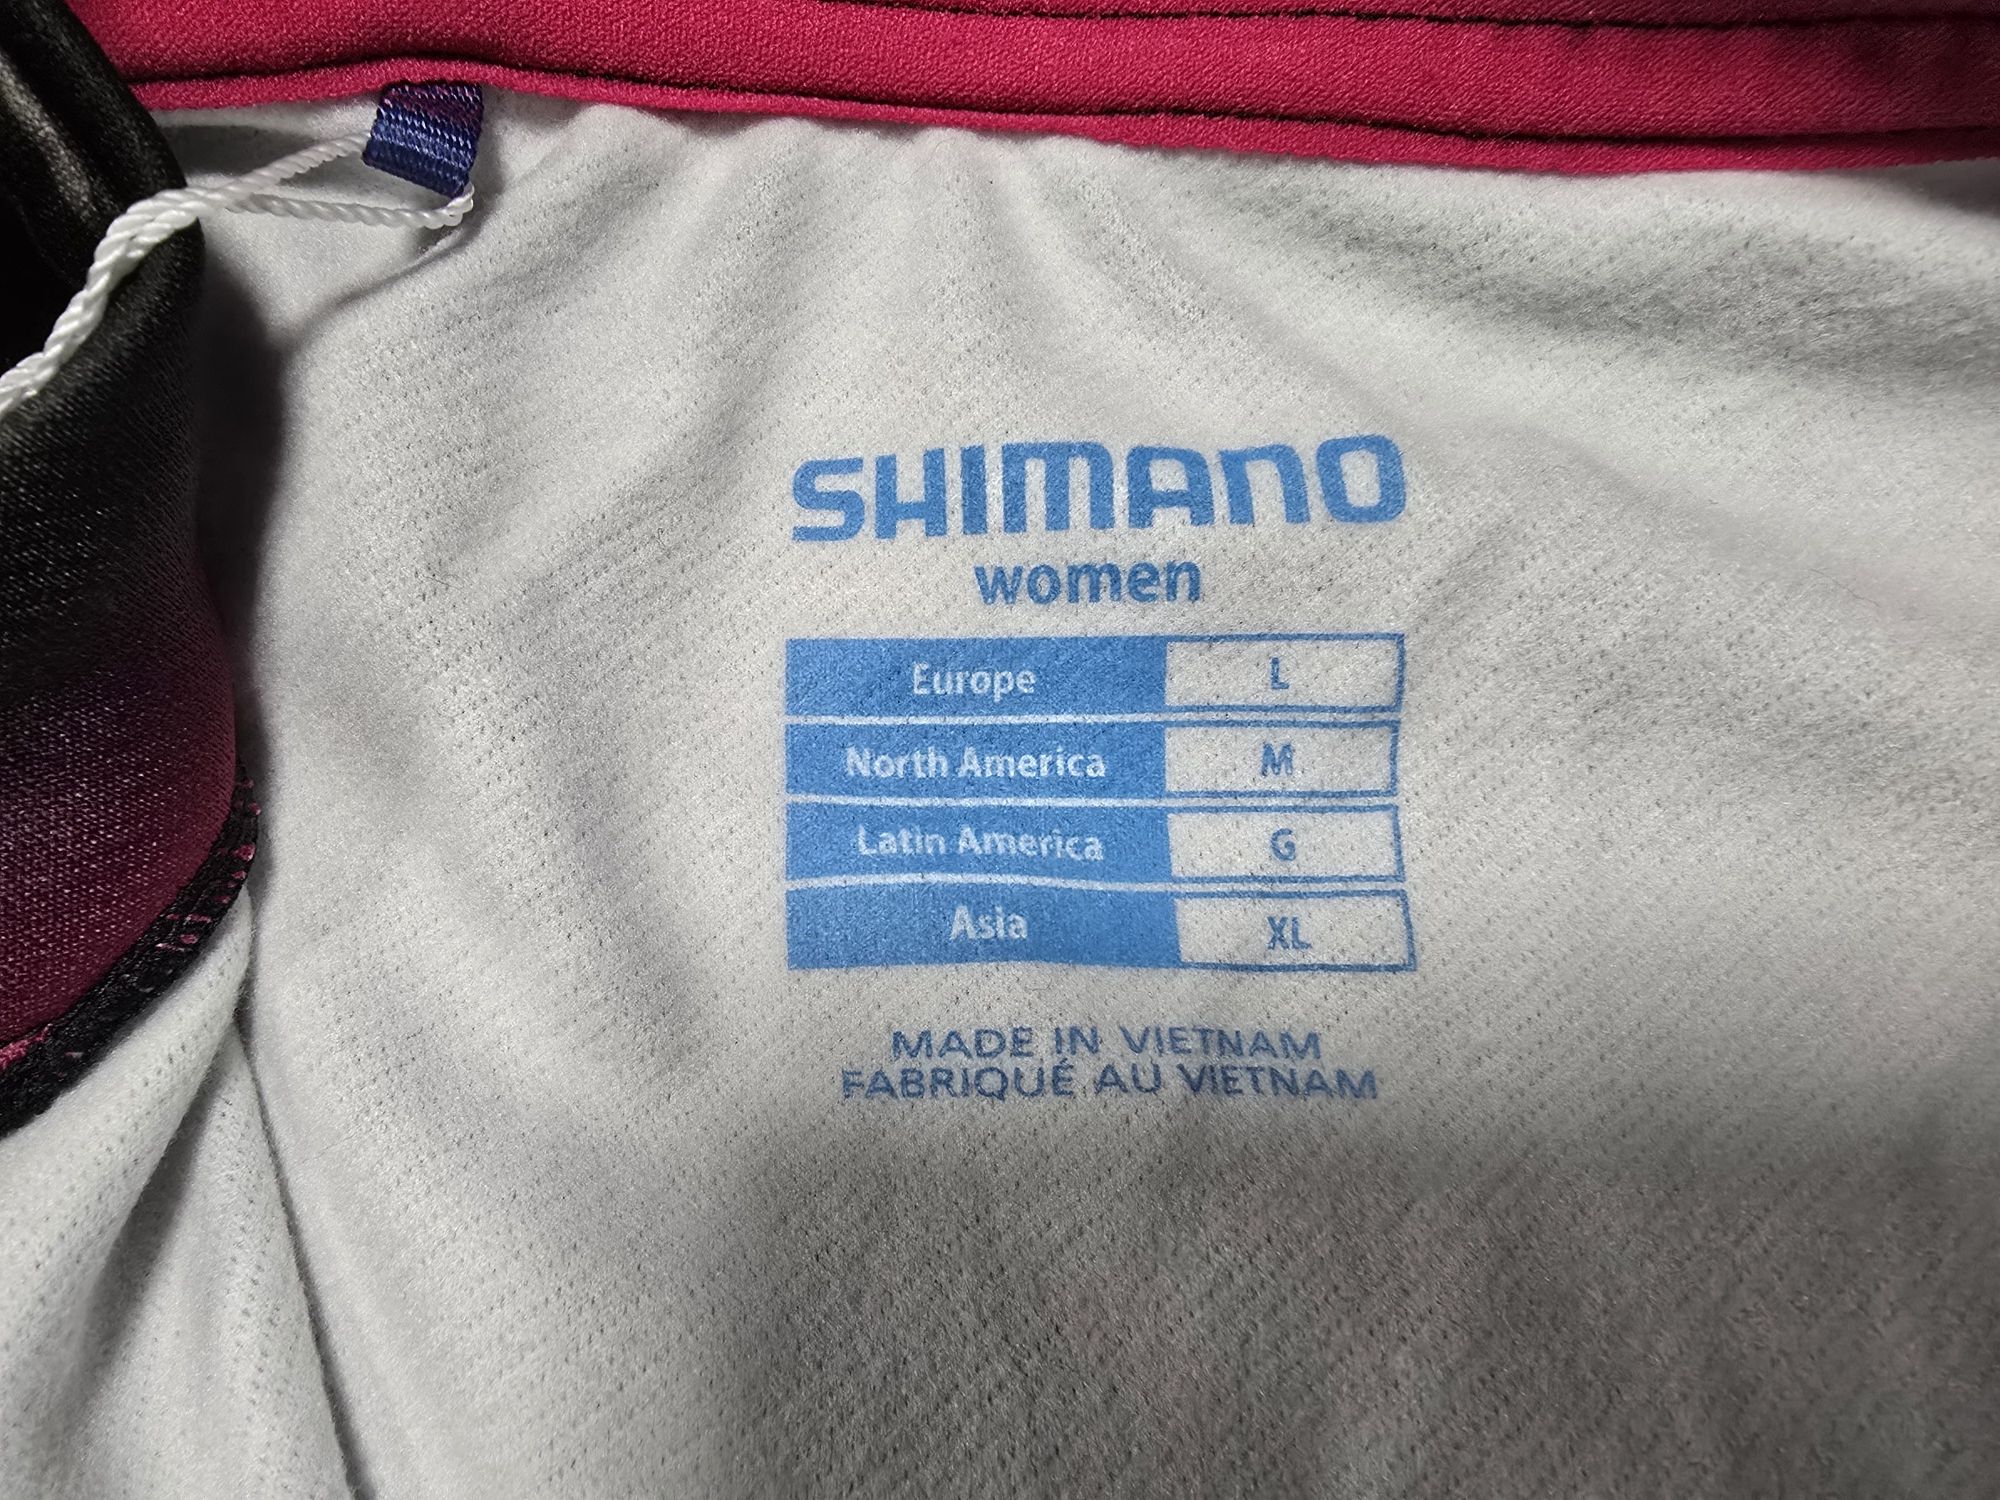 SHIMANO
women
Europe L
North America M
Latin America G
Asia XL
MADE IN VIETNAM
FABRIQUÉ AU VIETNAM